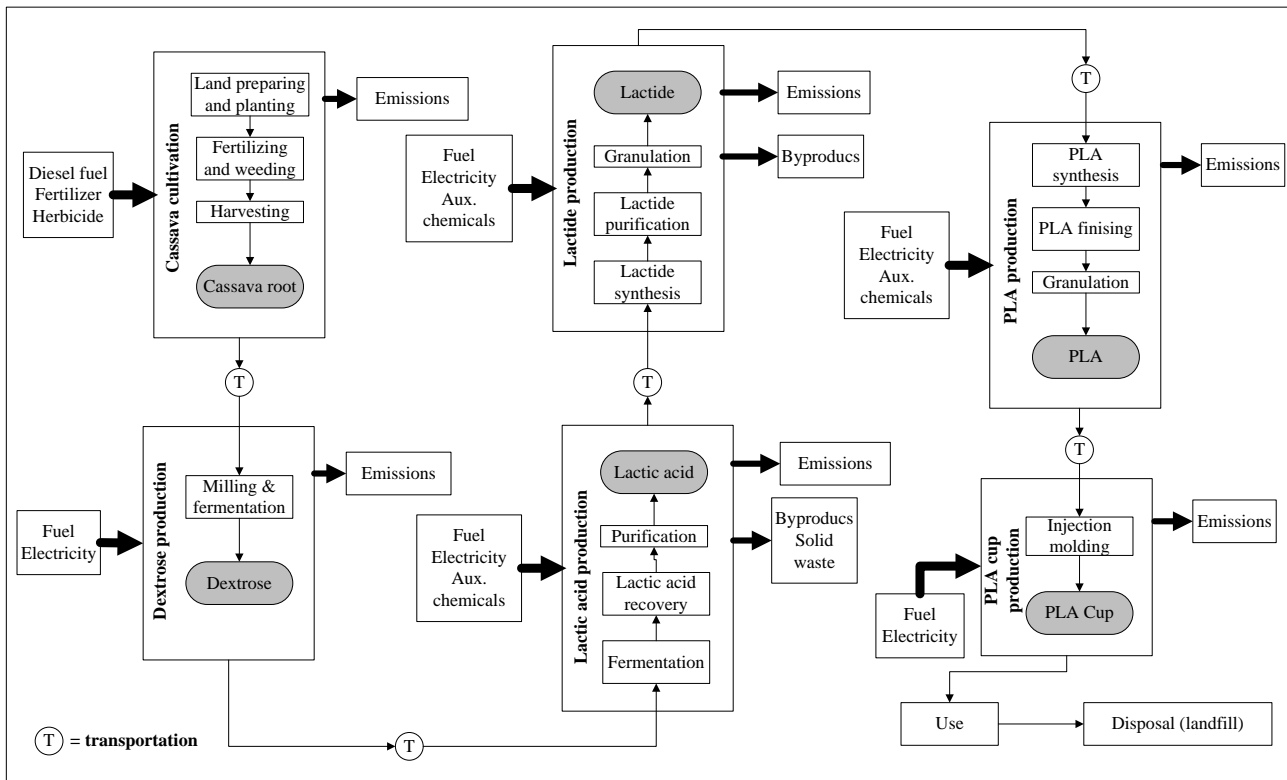 Cassava cultivation
Land preparing
and planting
Fertilizing
and weeding
Harvesting
Cassava root
Diesel fuel
Fertilizer
Herbicide
Emissions
T
Dextrose production
Milling &
fermentation
Dextrose
Fuel
Electricity
Emissions
T
Lactic acid production
Lactic acid
Purification
Lactic acid
recovery
Fermentation
Fuel
Electricity
Aux.
chemicals
Emissions
Byproducs
Solid
waste
T
Lactide production
Lactide
Granulation
Lactide
purification
Lactide
synthesis
Fuel
Electricity
Aux.
chemicals
Emissions
Byproducs
T
PLA production
PLA
synthesis
PLA finising
Granulation
PLA
Fuel
Electricity
Aux.
chemicals
Emissions
T
PLA cup
production
Injection
molding
PLA Cup
Fuel
Electricity
Emissions
Use
Disposal (landfill)
T = transportation